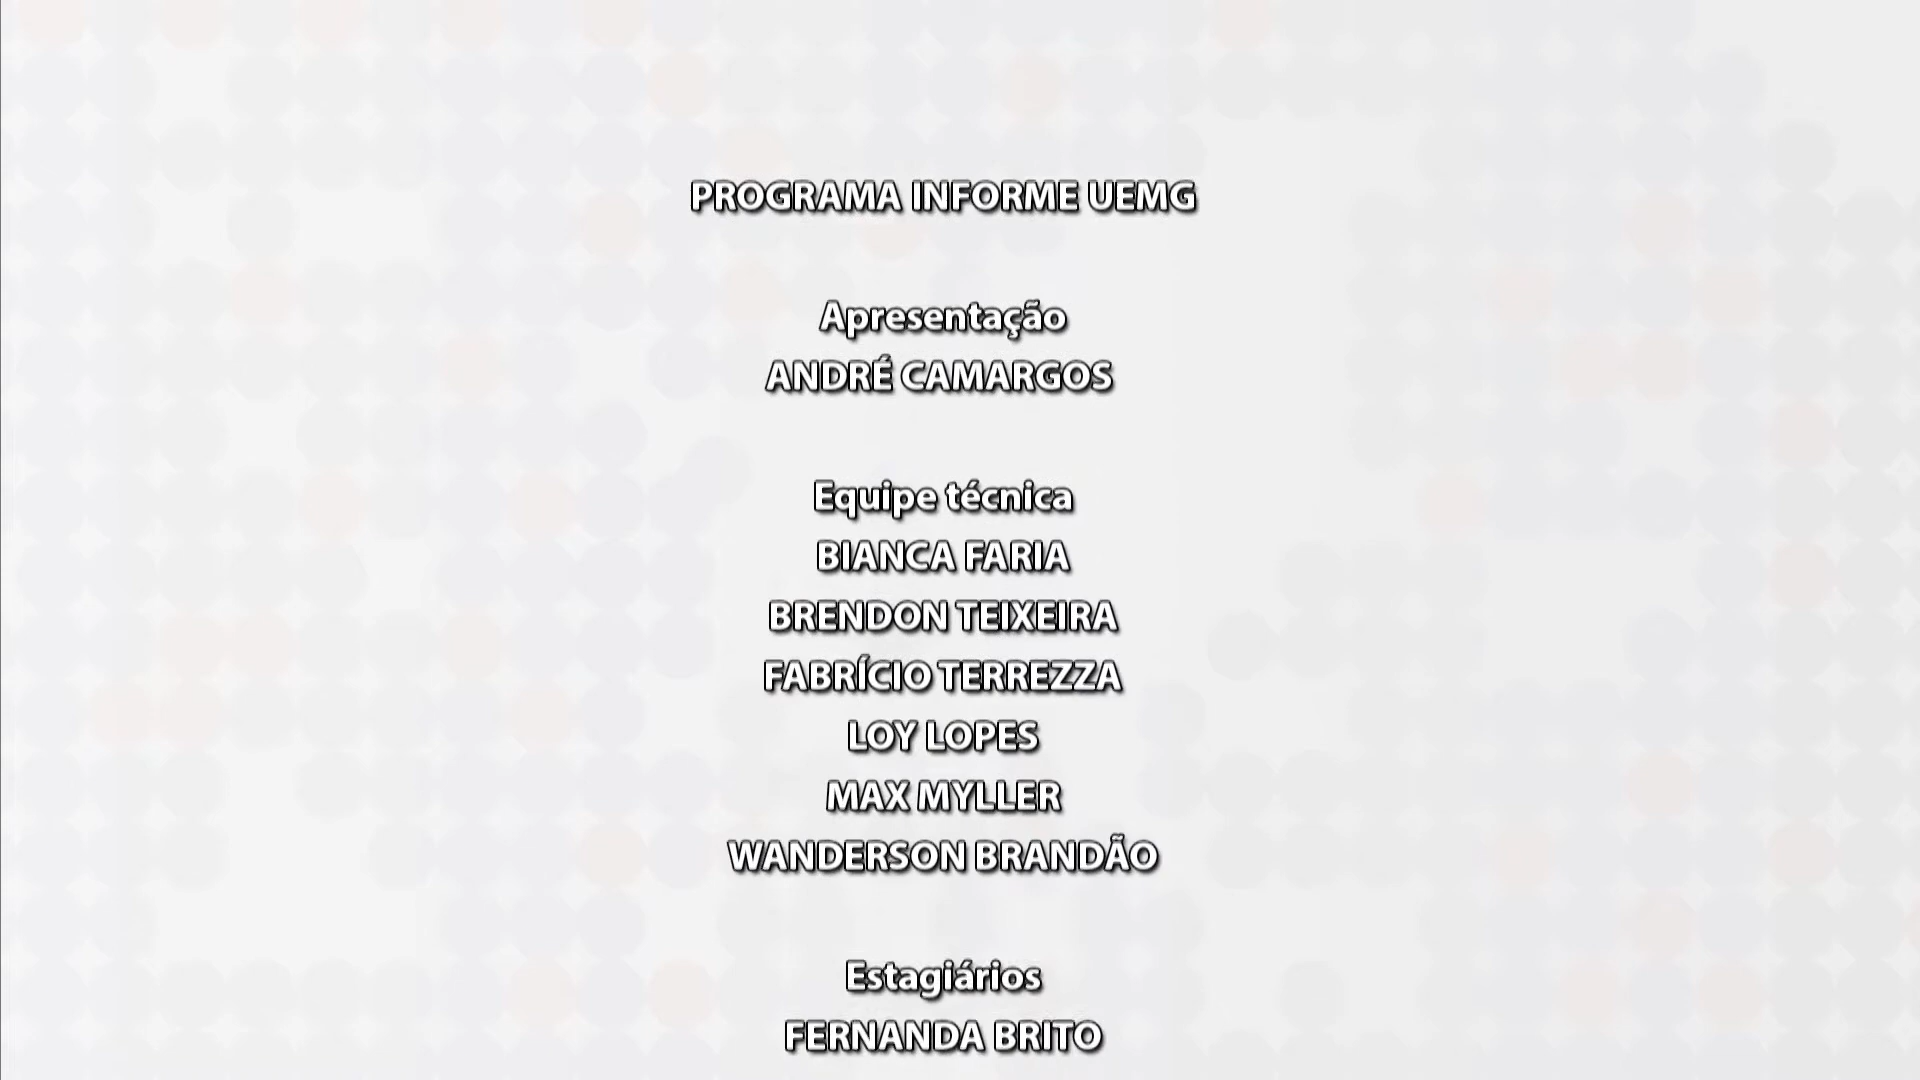 PROGRAMA INFORME UEMG
Apresentação
ANDRÉ CAMARGOS
Equipe técnica
BIANCA FARIA
BRENDON TEIXEIRA
FABRÍCIO TERREZZA
LOY LOPES
MAX MYLLER
WANDERSON BRANDÃO
Estagiários
FERNANDA BRITO